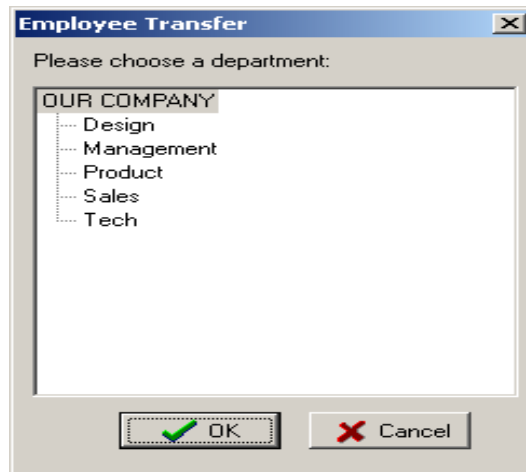 Employee Transfer
Please choose a department:
OUR COMPANY
Design
Management
Product
Sales
Tech
OK
Cancel